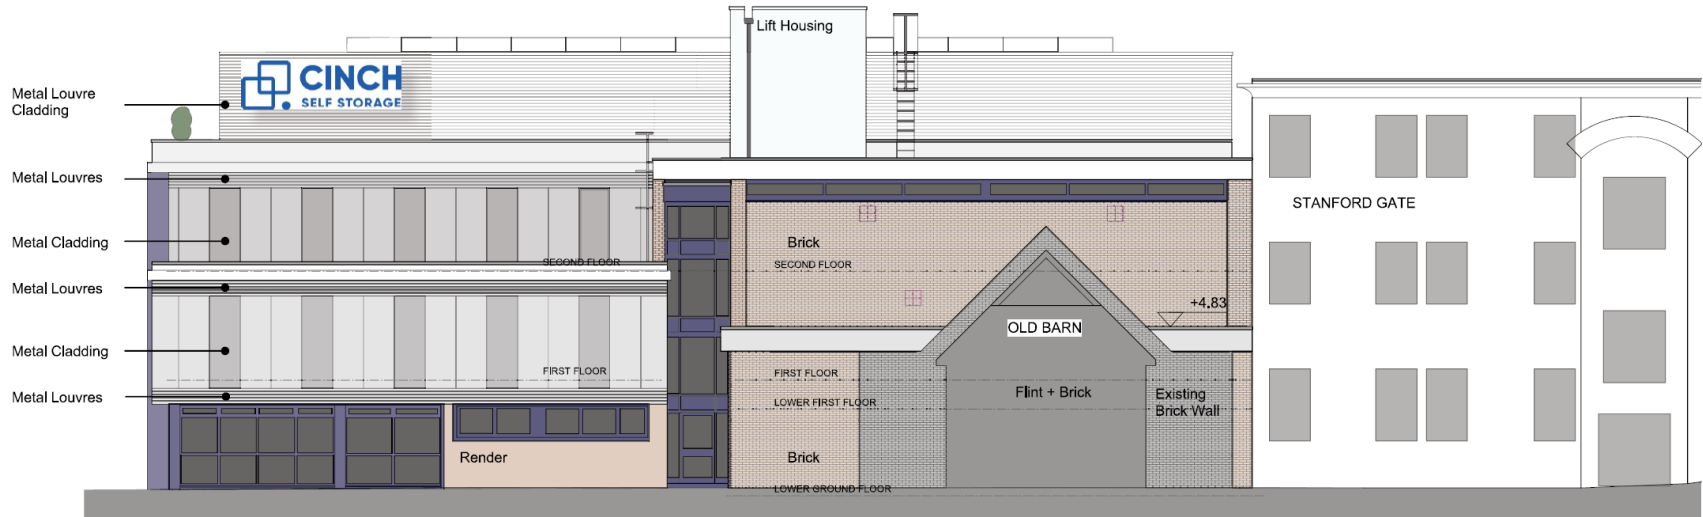 Lift Housing
CINCH
SELF STORAGE
Metal Louvre
Cladding
Metal Louvres
STANFORD GATE
Metal Cladding
Brick
SECOND FLOOR
SECOND FLOOR
Metal Louvres
+4.83
OLD BARN
Metal Cladding
FIRST FLOOR
FIRST FLOOR
Metal Louvres
LOWER FIRST FLOOR
Flint + Brick
Existing
Brick Wall
Render
Brick
LOWER GROUND FLOOR